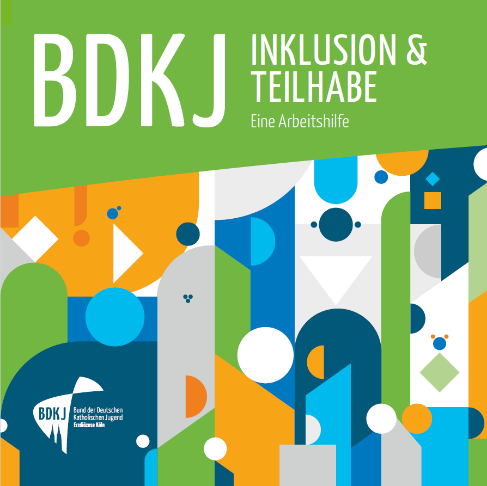 BDKJ
INKLUSION &
TEILHABE
Eine Arbeitshilfe
BDKJ
Bund der Deutschen
Katholischen Jugend
Erzdiözese Köln